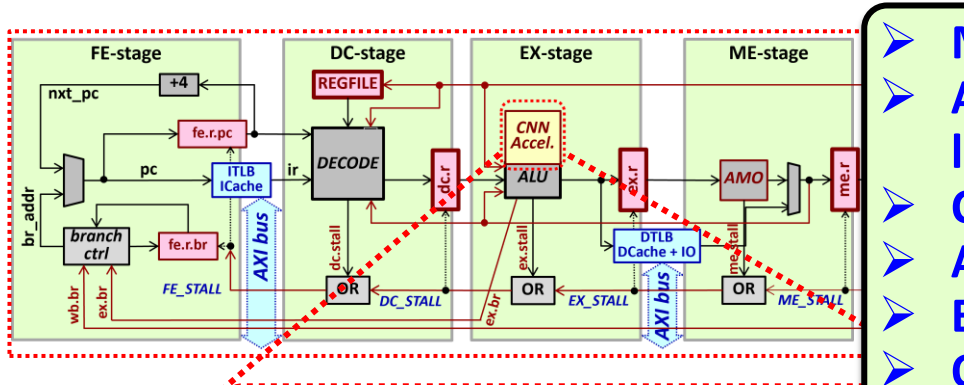 FE-stage
DC-stage
EX-stage
ME-stage
+4
nxt_pc
fe.r.pc
pc
ITLB
ICache
ir
br_addr
branch
ctrl
fe.r.br
wb.br
ex.br
FE_STALL
AXI bus
REGFILE
DECODE
dc.r
dc.stall
OR
DC_STALL
CNN
Accel.
ALU
ex.r
ex.stall
ex.br
OR
EX_STALL
DTLB
DCache + IO
AXI bus
AMO
me.r
me.stall
OR
ME_STALL